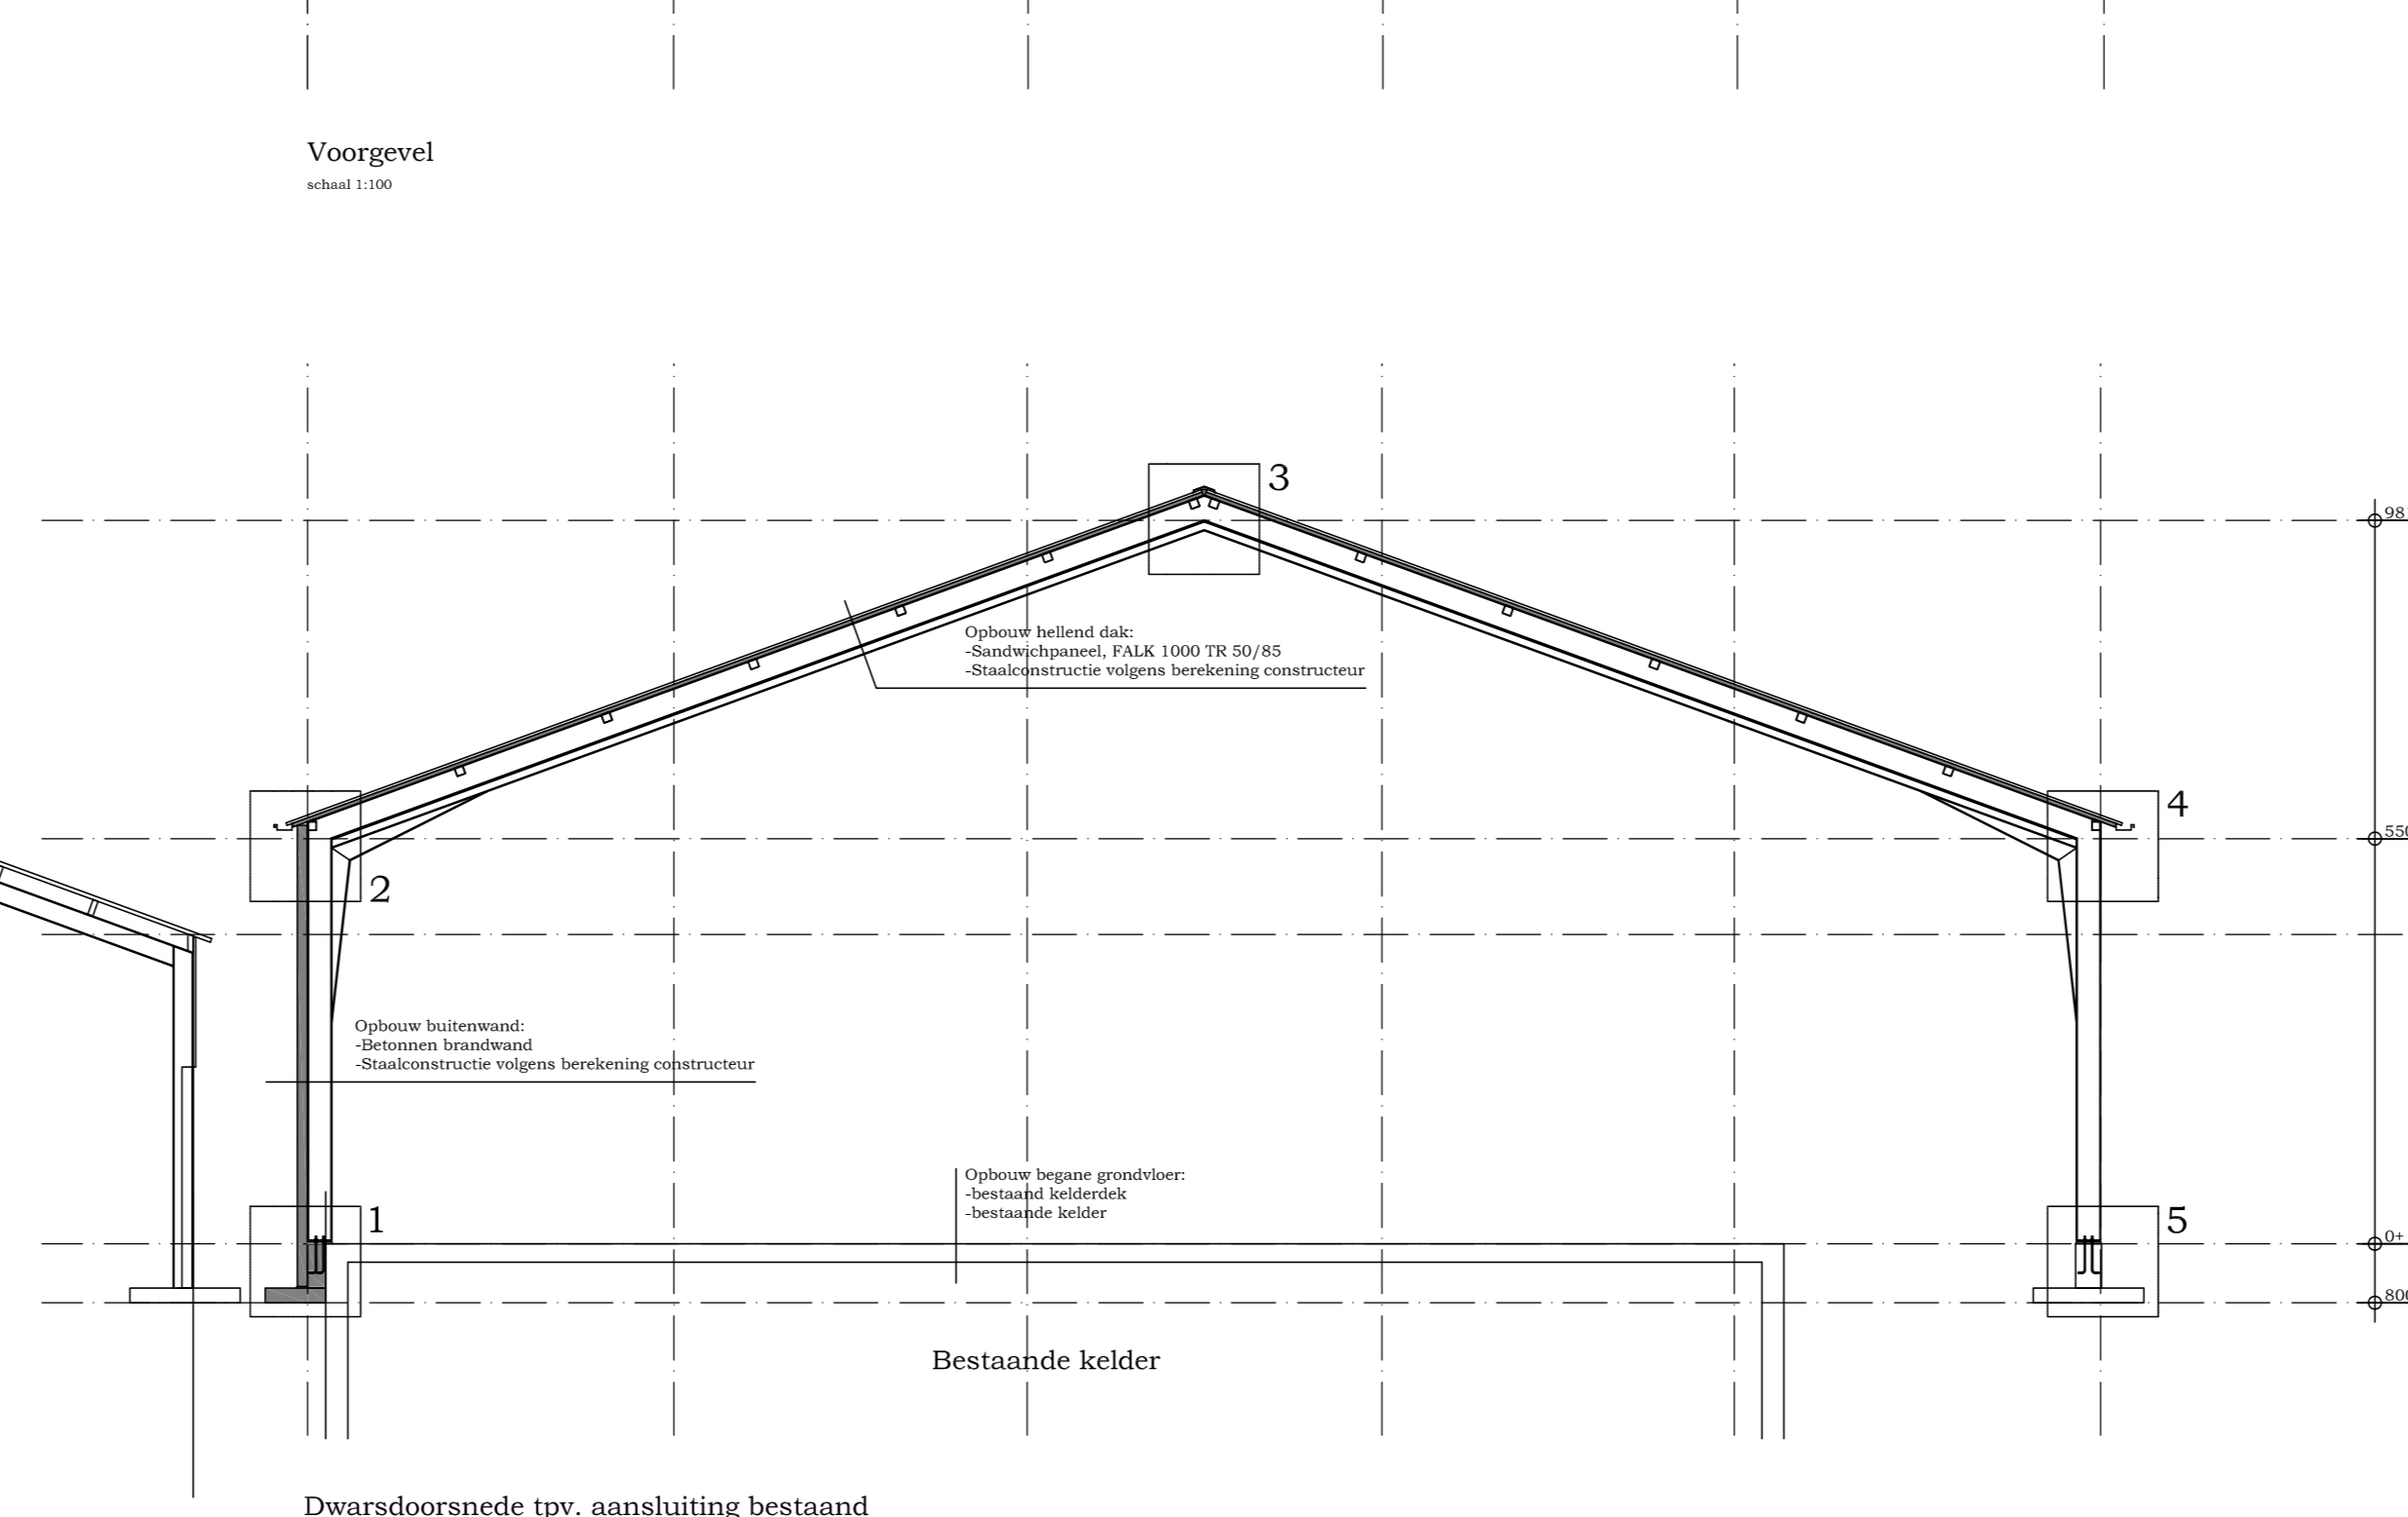 Voorgevel
schaal 1:100
3
98
Opbouw hellend dak:
-Sandwichpaneel, FALK 1000 TR 50/85
-Staalconstructie volgens berekening constructeur
4
550
2
Opbouw buitenwand:
-Betonnen brandwand
-Staalconstructie volgens berekening constructeur
Opbouw begane grondvloer:
-bestaand kelderdek
-bestaande kelder
1
5
0+
800
Bestaande kelder
Dwarsdoorsnede tpv. aansluiting bestaand